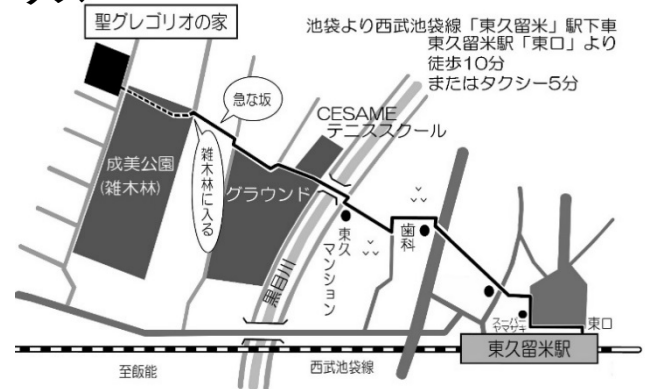 聖グレゴリオの家
池袋より西武池袋線「東久留米」駅下車
東久留米駅「東口」より
徒歩10分
またはタクシー5分
急な坂
CESAME
テニススクール
成美公園
(雑木林)
雑木林に入る
グラウンド
東久マンション
歯科
黒目川
スーパー
ヤマザキ
東口
東久留米駅
至飯能
西武池袋線